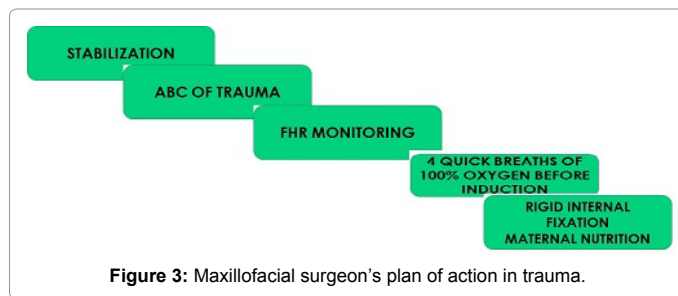 STABILIZATION
ABC OF TRAUMA
FHR MONITORING
4 QUICK BREATHS OF
100% OXYGEN BEFORE
INDUCTION
RIGID INTERNAL
FIXATION
MATERNAL NUTRITION
Figure 3: Maxillofacial surgeon's plan of action in trauma.